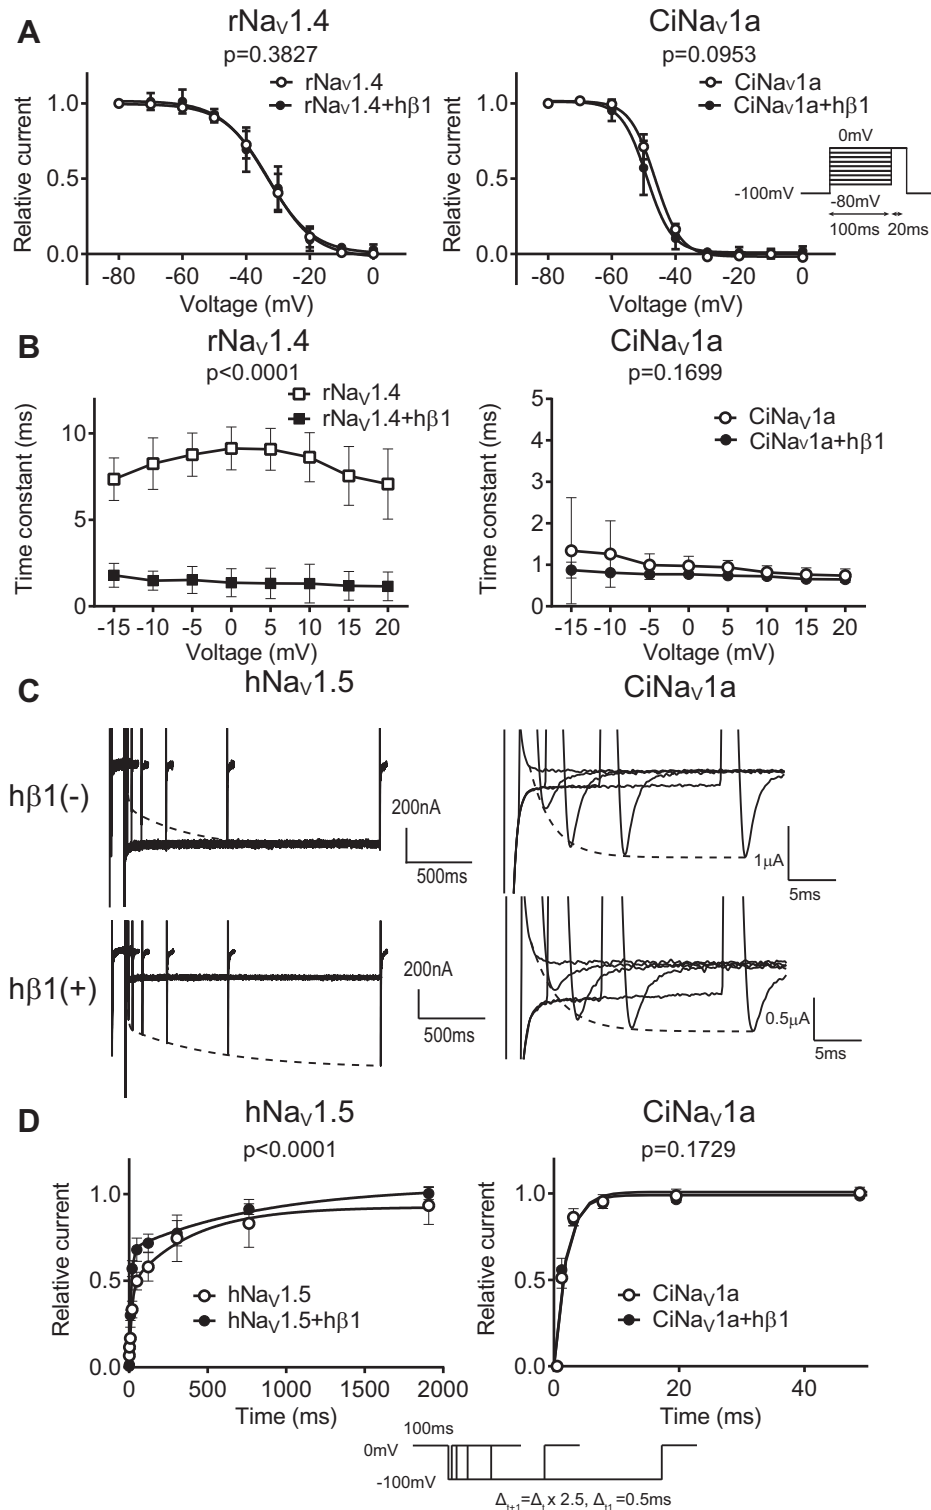 A
rNaV1.4
p=0.3827
rNaV1.4
rNaV1.4+hβ1
Relative current
1.0
0.5
0.0
-80 -60 -40 -20 0
Voltage (mV)
CiNaV1a
p=0.0953
CiNaV1a
CiNaV1a+hβ1
Relative current
1.0
0.5
0.0
-80 -60 -40 -20 0
Voltage (mV)
0mV
-100mV
-80mV
100ms 20ms
B
rNaV1.4
p<0.0001
rNaV1.4
rNaV1.4+hβ1
Time constant (ms)
10
5
0
-15 -10 -5 0 5 10 15 20
Voltage (mV)
CiNaV1a
p=0.1699
CiNaV1a
CiNaV1a+hβ1
Time constant (ms)
5
4
3
2
1
0
-15 -10 -5 0 5 10 15 20
Voltage (mV)
C
hNaV1.5
CiNaV1a
hβ1(-)
200nA
500ms
1μA
5ms
hβ1(+)
200nA
500ms
0.5μA
5ms
D
hNaV1.5
p<0.0001
Relative current
1.0
0.5
0.0
hNaV1.5
hNaV1.5+hβ1
0 500 1000 1500 2000
Time (ms)
CiNaV1a
p=0.1729
Relative current
1.0
0.5
0.0
CiNaV1a
CiNaV1a+hβ1
0 20 40
Time (ms)
100ms
0mV
-100mV
Δt+1=Δt x 2.5, Δt1=0.5ms